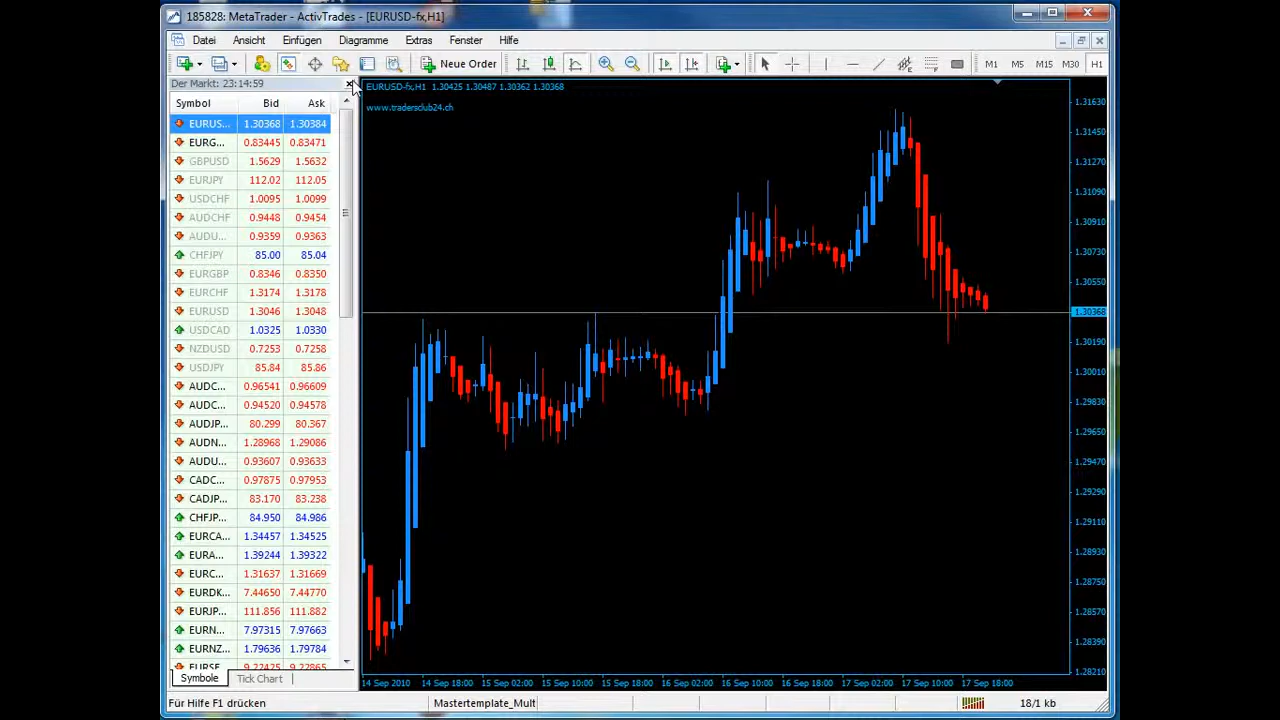 185828: MetaTrader - ActivTrades - [EURUSD-fx,H1]
Datei Ansicht Einfügen Diagramme Extras Fenster Hilfe
Neue Order M1 M5 M15 M30 H1
Der Markt: 23:14:59
Symbol Bid Ask
EURUS... 1.30368 1.30384
EURG... 0.83445 0.83471
GBPUSD 1.5629 1.5632
EURJPY 112.02 112.05
USDCHF 1.0095 1.0099
AUDCHF 0.9448 0.9454
AUDU... 0.9359 0.9363
CHFJPY 85.00 85.04
EURGBP 0.8346 0.8350
EURCHF 1.3174 1.3178
EURUSD 1.3046 1.3048
USDCAD 1.0325 1.0330
NZDUSD 0.7253 0.7258
USDJPY 85.84 85.86
AUDC... 0.96541 0.96609
AUDC... 0.94520 0.94578
AUDJP... 80.299 80.367
AUDN... 1.28968 1.29086
AUDU... 0.93607 0.93633
CADC... 0.97875 0.97953
CADJP... 83.170 83.238
CHFJP... 84.950 84.986
EURCA... 1.34457 1.34525
EURA... 1.39244 1.39322
EURC... 1.31637 1.31669
EURDK... 7.44650 7.44770
EURJP... 111.856 111.882
EURN... 7.97315 7.97663
EURNZ... 1.79636 1.79784
EURSE... 9.22425 9.22865
Symbole Tick Chart
EURUSD-fx,H1 1.30425 1.30487 1.30362 1.30368
www.tradersclub24.ch
1.31630
1.31450
1.31270
1.31090
1.30910
1.30730
1.30550
1.30368
1.30190
1.30010
1.29830
1.29650
1.29470
1.29290
1.29110
1.28930
1.28750
1.28570
1.28390
1.28210
14 Sep 2010 14 Sep 18:00 15 Sep 02:00 15 Sep 10:00 15 Sep 18:00 16 Sep 02:00 16 Sep 10:00 16 Sep 18:00 17 Sep 02:00 17 Sep 10:00 17 Sep 18:00
Für Hilfe F1 drücken Mastertemplate_Mult 18/1 kb